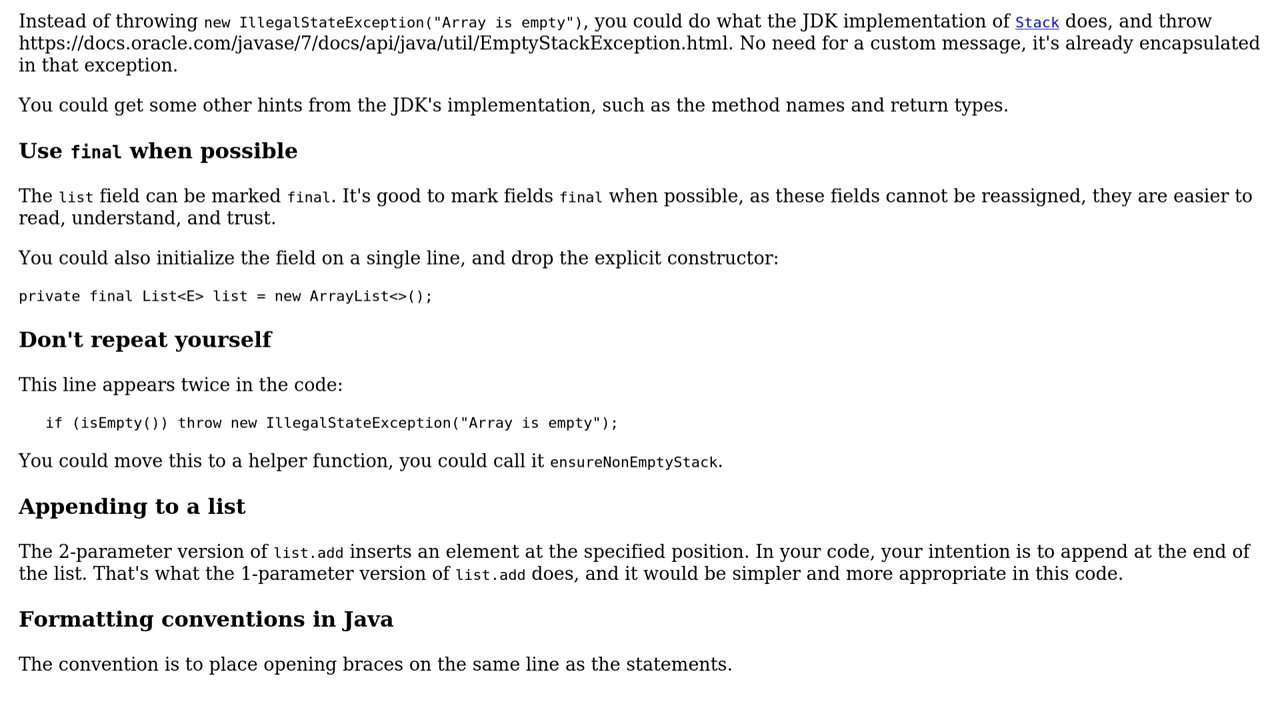 Instead of throwing new IllegalStateException("Array is empty"), you could do what the JDK implementation of Stack does, and throw
https://docs.oracle.com/javase/7/docs/api/java/util/EmptyStackException.html. No need for a custom message, it's already encapsulated
in that exception.
You could get some other hints from the JDK's implementation, such as the method names and return types.
Use final when possible
The list field can be marked final. It's good to mark fields final when possible, as these fields cannot be reassigned, they are easier to
read, understand, and trust.
You could also initialize the field on a single line, and drop the explicit constructor:
private final List<E> list = new ArrayList<>();
Don't repeat yourself
This line appears twice in the code:
if (isEmpty()) throw new IllegalStateException("Array is empty");
You could move this to a helper function, you could call it ensureNonEmptyStack.
Appending to a list
The 2-parameter version of list.add inserts an element at the specified position. In your code, your intention is to append at the end of
the list. That's what the 1-parameter version of list.add does, and it would be simpler and more appropriate in this code.
Formatting conventions in Java
The convention is to place opening braces on the same line as the statements.